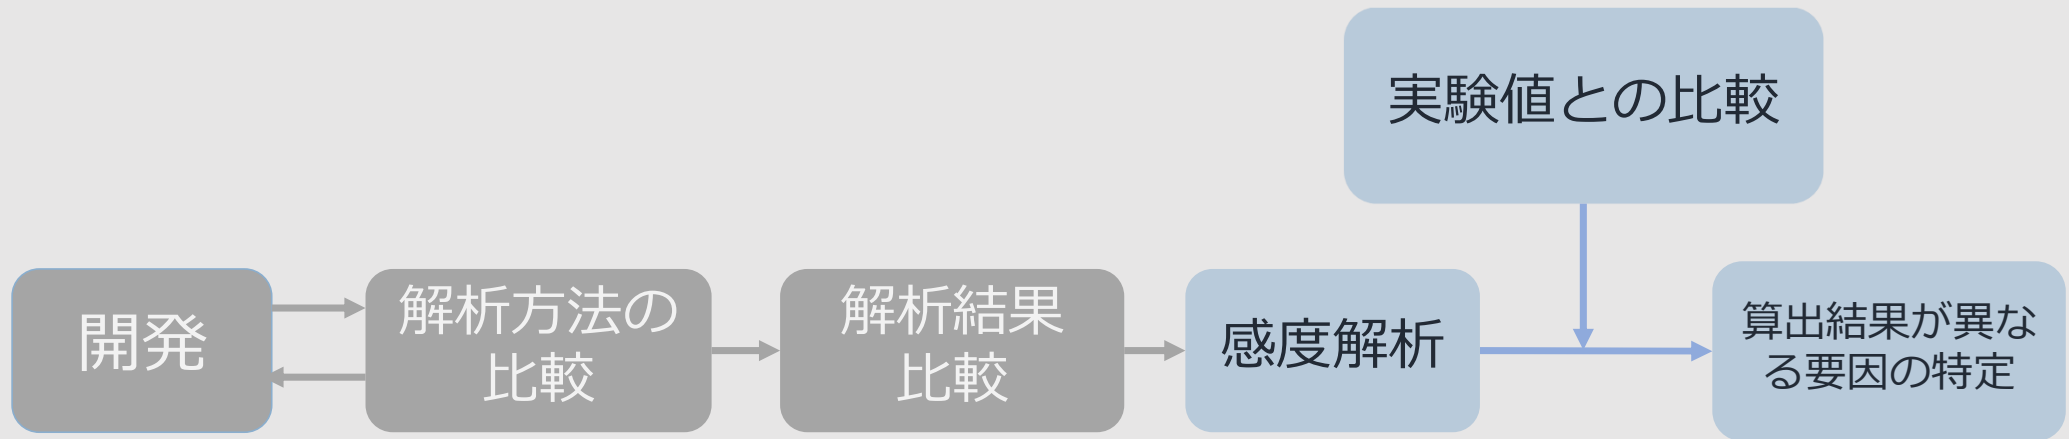 実験値との比較
開発
解析方法の
比較
解析結果
比較
感度解析
算出結果が異な
る要因の特定